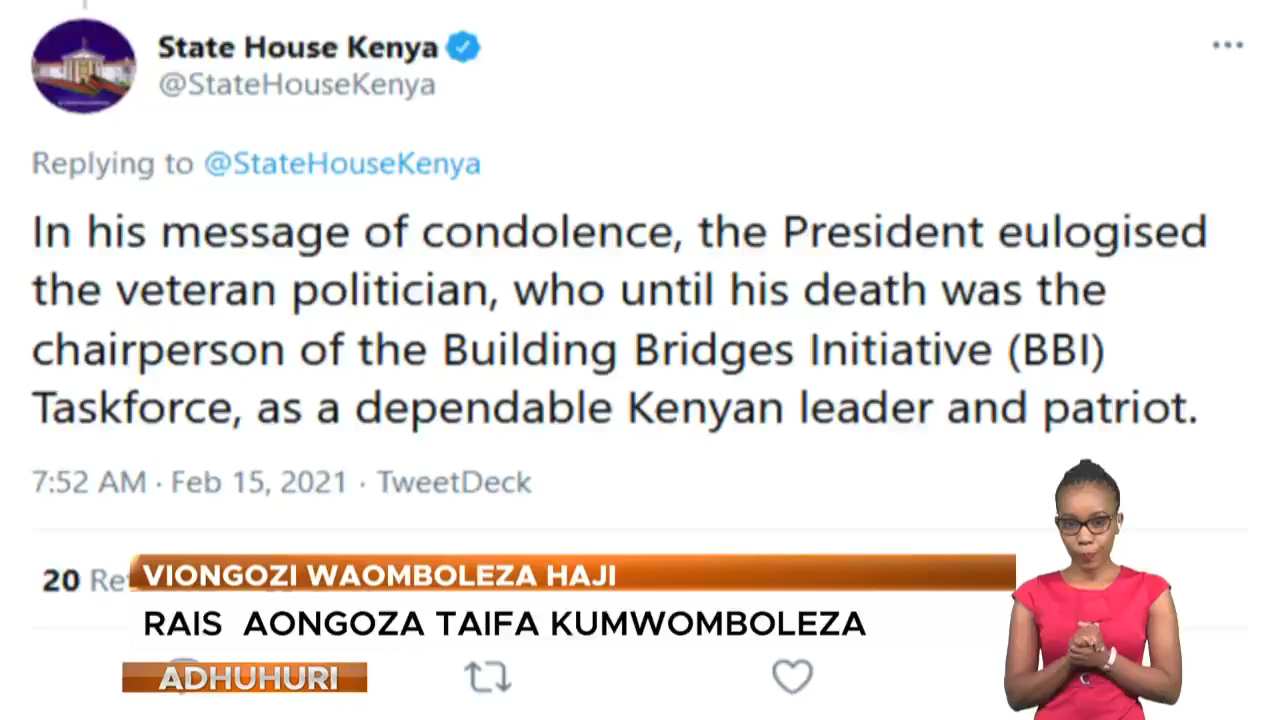 State House Kenya
@StateHouseKenya
Replying to @StateHouseKenya
In his message of condolence, the President eulogised
the veteran politician, who until his death was the
chairperson of the Building Bridges Initiative (BBI)
Taskforce, as a dependable Kenyan leader and patriot.
7:52 AM · Feb 15, 2021 · TweetDeck
20
VIONGOZI WAOMBOLEZA HAJI
RAIS AONGOZA TAIFA KUMWOMBOLEZA
ADHUHURI